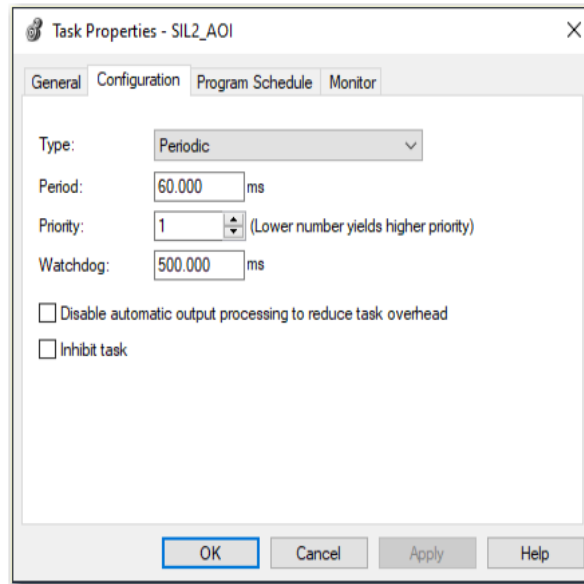 Task Properties - SIL2_AOI
General Configuration Program Schedule Monitor
Type: Periodic
Period: 60.000 ms
Priority: 1 (Lower number yields higher priority)
Watchdog: 500.000 ms
Disable automatic output processing to reduce task overhead
Inhibit task
OK Cancel Apply Help